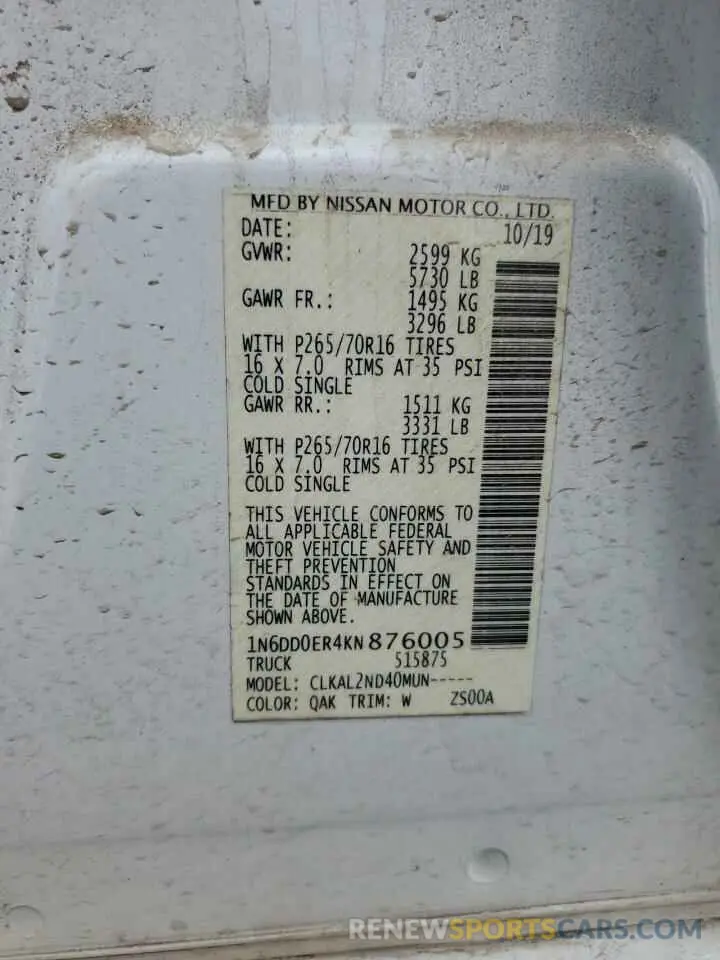 MFD BY NISSAN MOTOR CO., LTD.
DATE: 10/19
GVWR: 2599 KG
5730 LB
GAWR FR.: 1495 KG
3296 LB
WITH P265/70R16 TIRES
16 X 7.0 RIMS AT 35 PSI
COLD SINGLE
GAWR RR.: 1511 KG
3331 LB
WITH P265/70R16 TIRES
16 X 7.0 RIMS AT 35 PSI
COLD SINGLE
THIS VEHICLE CONFORMS TO
ALL APPLICABLE FEDERAL
MOTOR VEHICLE SAFETY AND
THEFT PREVENTION
STANDARDS IN EFFECT ON
THE DATE OF MANUFACTURE
SHOWN ABOVE.
1N6DD0ER4KN876005
TRUCK 515875
MODEL: CLKAL2ND40MUN-----
COLOR: QAK TRIM: W ZS00A
RENEWSPORTSCARS.COM